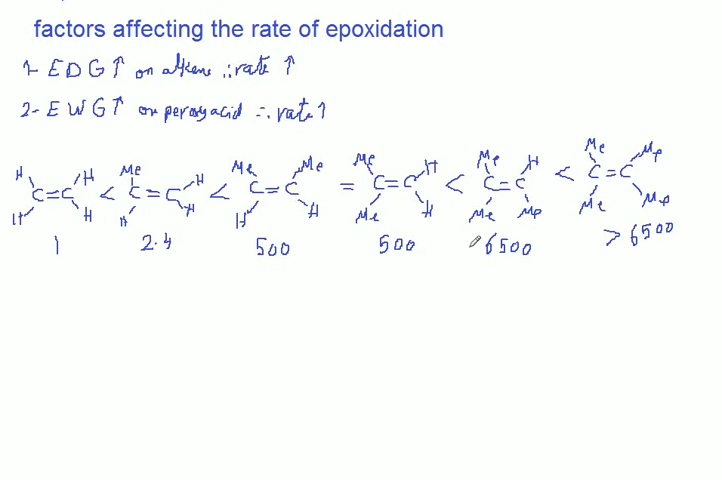 factors affecting the rate of epoxidation
1- EDG↑ on alkene ∴ rate ↑
2- EWG↑ on peroxyacid ∴ rate↑
H H Me H Me Me Me H Me H Me Me
C=C < C=C < C=C = C=C < C=C < C=C
H H H H H H Me H Me Me Me Me
1 2.4 500 500 6500 > 6500